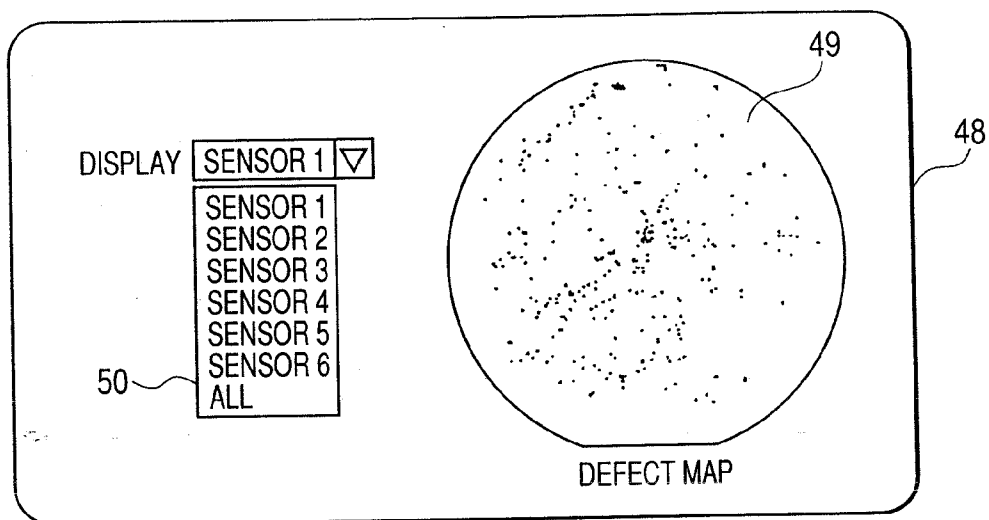 49
48
DISPLAY SENSOR 1
SENSOR 1
SENSOR 2
SENSOR 3
SENSOR 4
SENSOR 5
SENSOR 6
ALL
50
DEFECT MAP